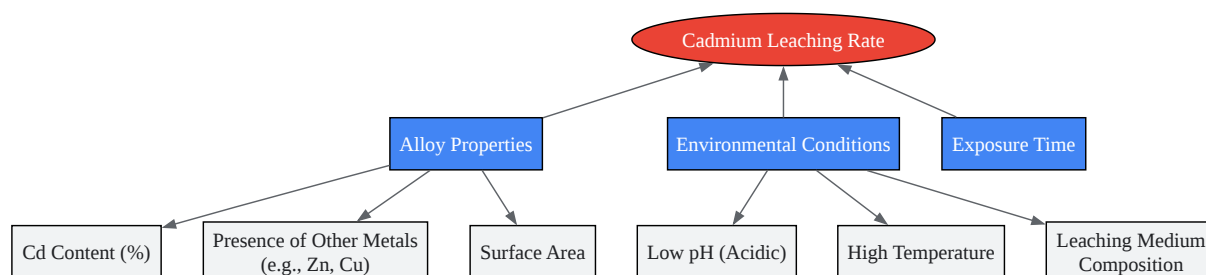 Cadmium Leaching Rate
Alloy Properties
Environmental Conditions
Exposure Time
Cd Content (%)
Presence of Other Metals
(e.g., Zn, Cu)
Surface Area
Low pH (Acidic)
High Temperature
Leaching Medium
Composition